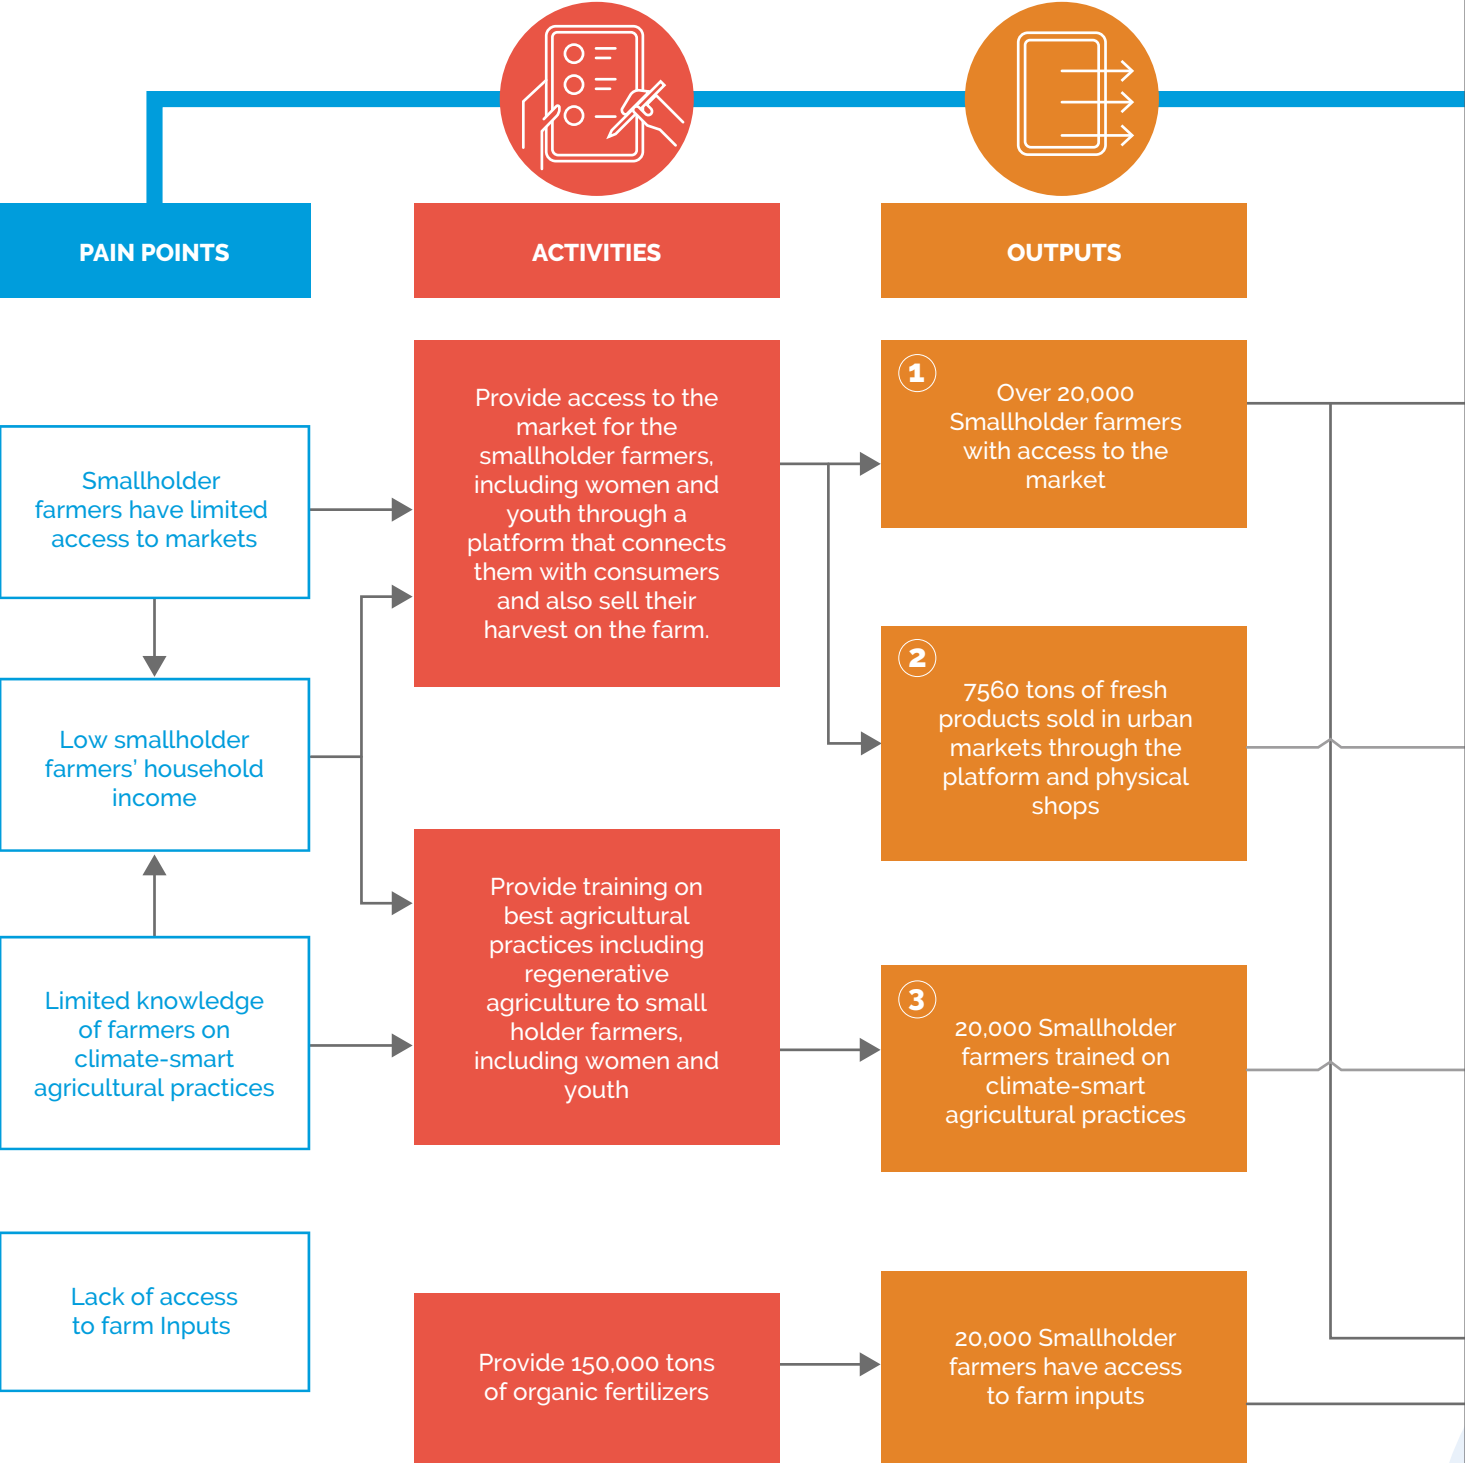 PAIN POINTS
ACTIVITIES
OUTPUTS
Smallholder
farmers have limited
access to markets
Low smallholder
farmers’ household
income
Limited knowledge
of farmers on
climate-smart
agricultural practices
Lack of access
to farm Inputs
Provide access to the
market for the
smallholder farmers,
including women and
youth through a
platform that connects
them with consumers
and also sell their
harvest on the farm.
Provide training on
best agricultural
practices including
regenerative
agriculture to small
holder farmers,
including women and
youth
Provide 150,000 tons
of organic fertilizers
1
Over 20,000
Smallholder farmers
with access to the
market
2
7560 tons of fresh
products sold in urban
markets through the
platform and physical
shops
3
20,000 Smallholder
farmers trained on
climate-smart
agricultural practices
20,000 Smallholder
farmers have access
to farm inputs